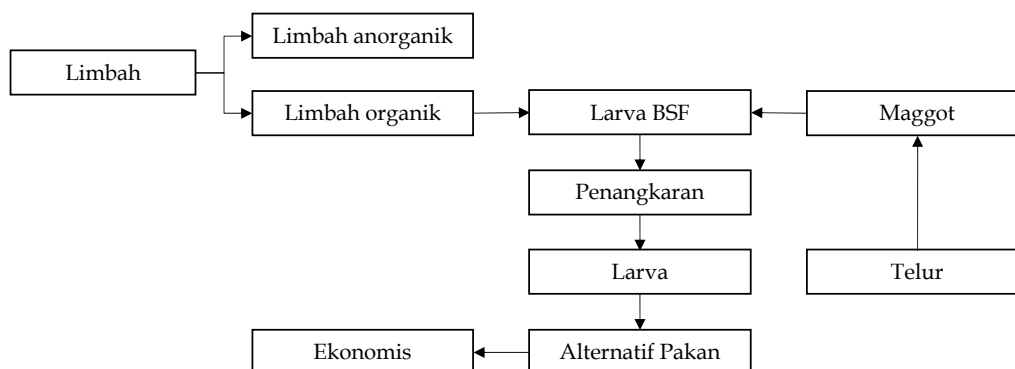 Limbah anorganik
Limbah
Limbah organik
Larva BSF
Maggot
Penangkaran
Larva
Telur
Ekonomis
Alternatif Pakan